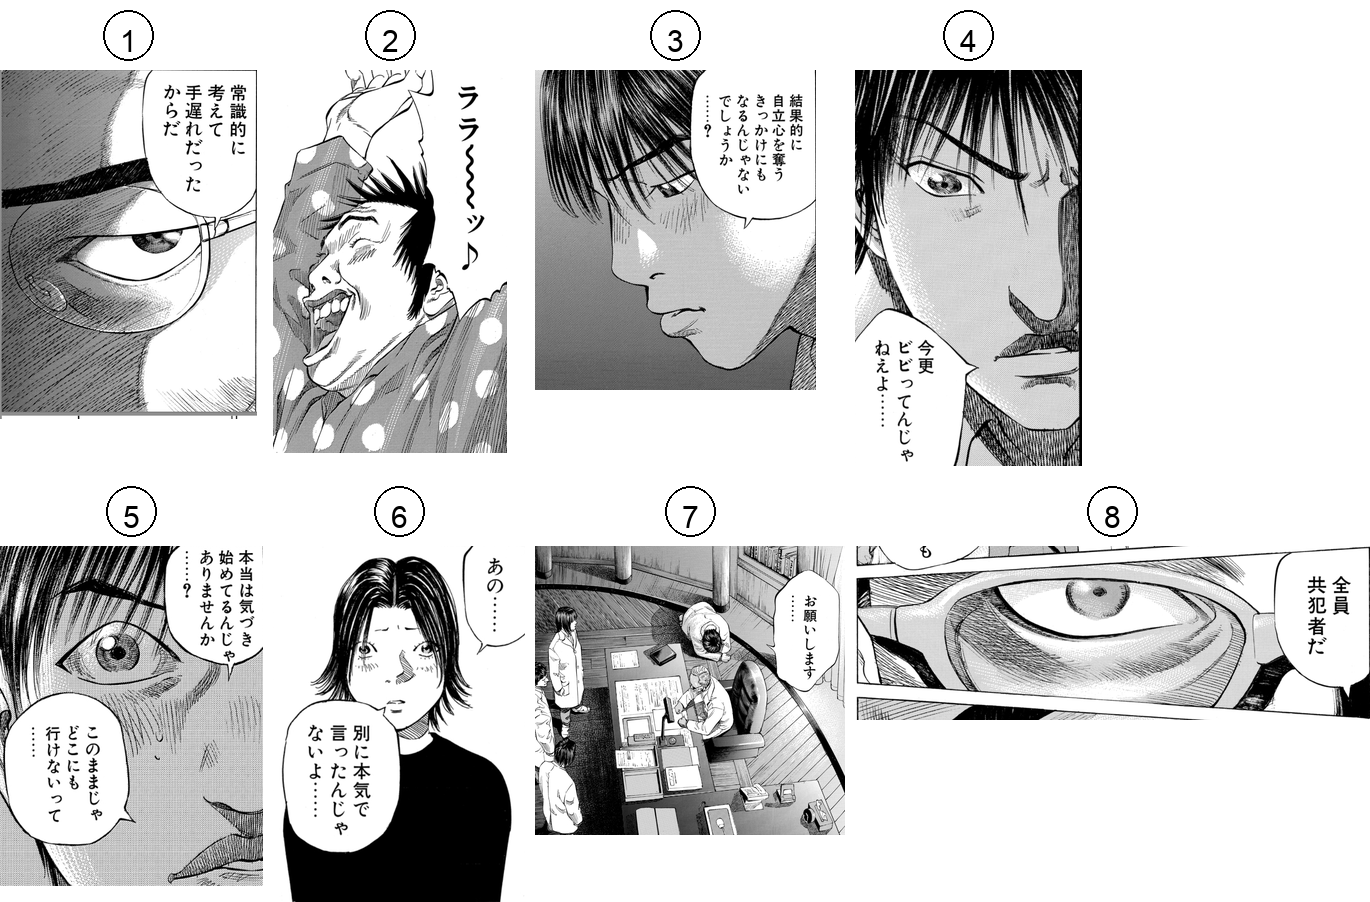 1
常識的に
考えて
手遅れだった
からだ
2
ララ〜〜〜ッ♪
3
結果的に
自立心を奪う
きっかけにも
なるんじゃない
でしょうか
……?
4
今更
ビビってんじゃ
ねえよ……
5
本当は気づき
始めてるんじゃ
ありませんか
……?
このままじゃ
どこにも
行けないって
……
6
あの……
別に本気で
言ったんじゃ
ないよ……
7
お願いします
……
8
も
全員
共犯者だ